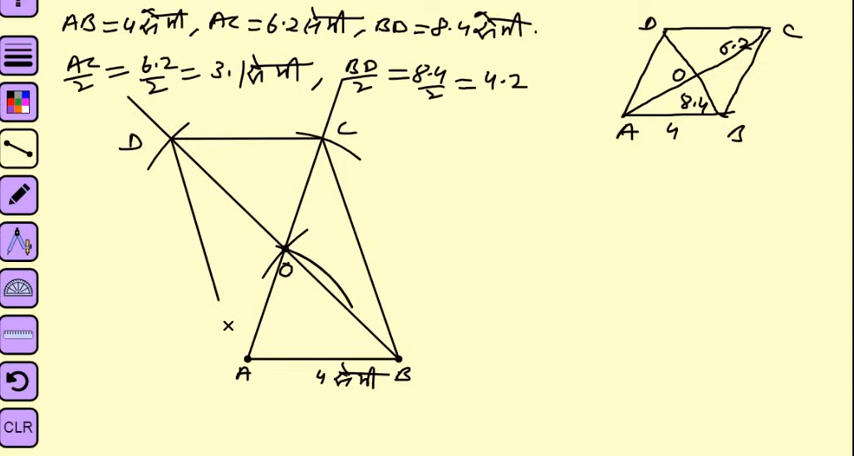 AB = 4 से मी, AC = 6.2 से मी, BD = 8.4 से मी.
AC/2 = 6.2/2 = 3.1 से मी, BD/2 = 8.4/2 = 4.2
D C
6.2
O
8.4
A 4 B
D C
O
×
A 4 से मी B
CLR